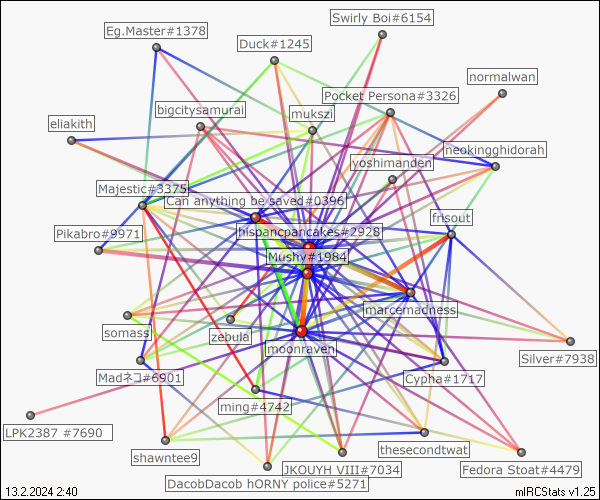 Swirly Boi#6154
Eg.Master#1378
Duck#1245
normalwan
Pocket Persona#3326
bigcitysamurai
mukszi
eliakith
neokingghidorah
yoshimanden
Majestic#3375
Can anything be saved#0396
frisout
hispancpancakes#2928
Pikabro#9971
Mushy#1984
marcemadness
somass
zebula
moonraven
Silver#7938
Madネコ#6901
Cypha#1717
ming#4742
LPK2387 #7690
thesecondtwat
shawntee9
JKOUYH VIII#7034
Fedora Stoat#4479
DacobDacob hORNY police#5271
13.2.2024 2:40
mIRCStats v1.25